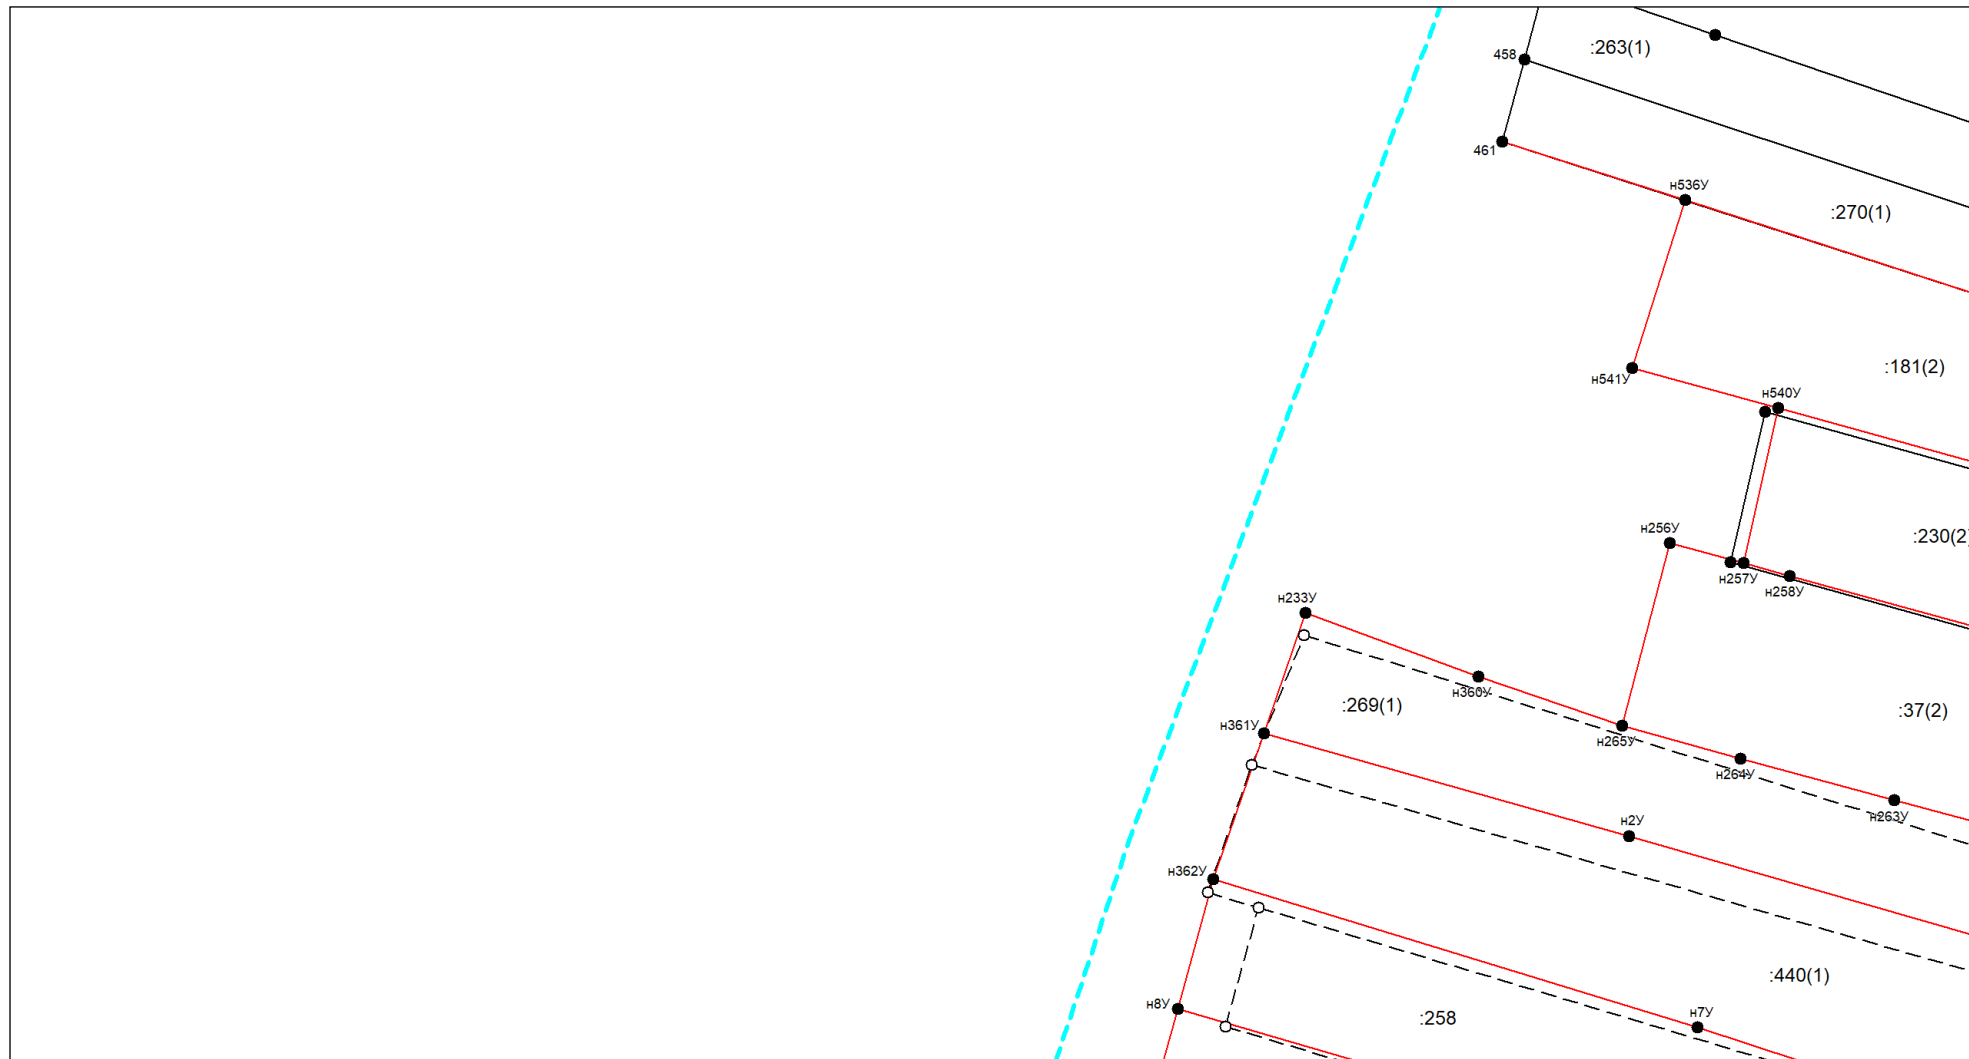 :263(1)
458
461
н536У
:270(1)
:181(2)
н541У
н540У
н256У
:230(2)
н257У
н258У
н233У
н360У
:269(1)
:37(2)
н361У
н265У
н264У
н263У
н2У
н362У
:440(1)
н8У
н7У
:258